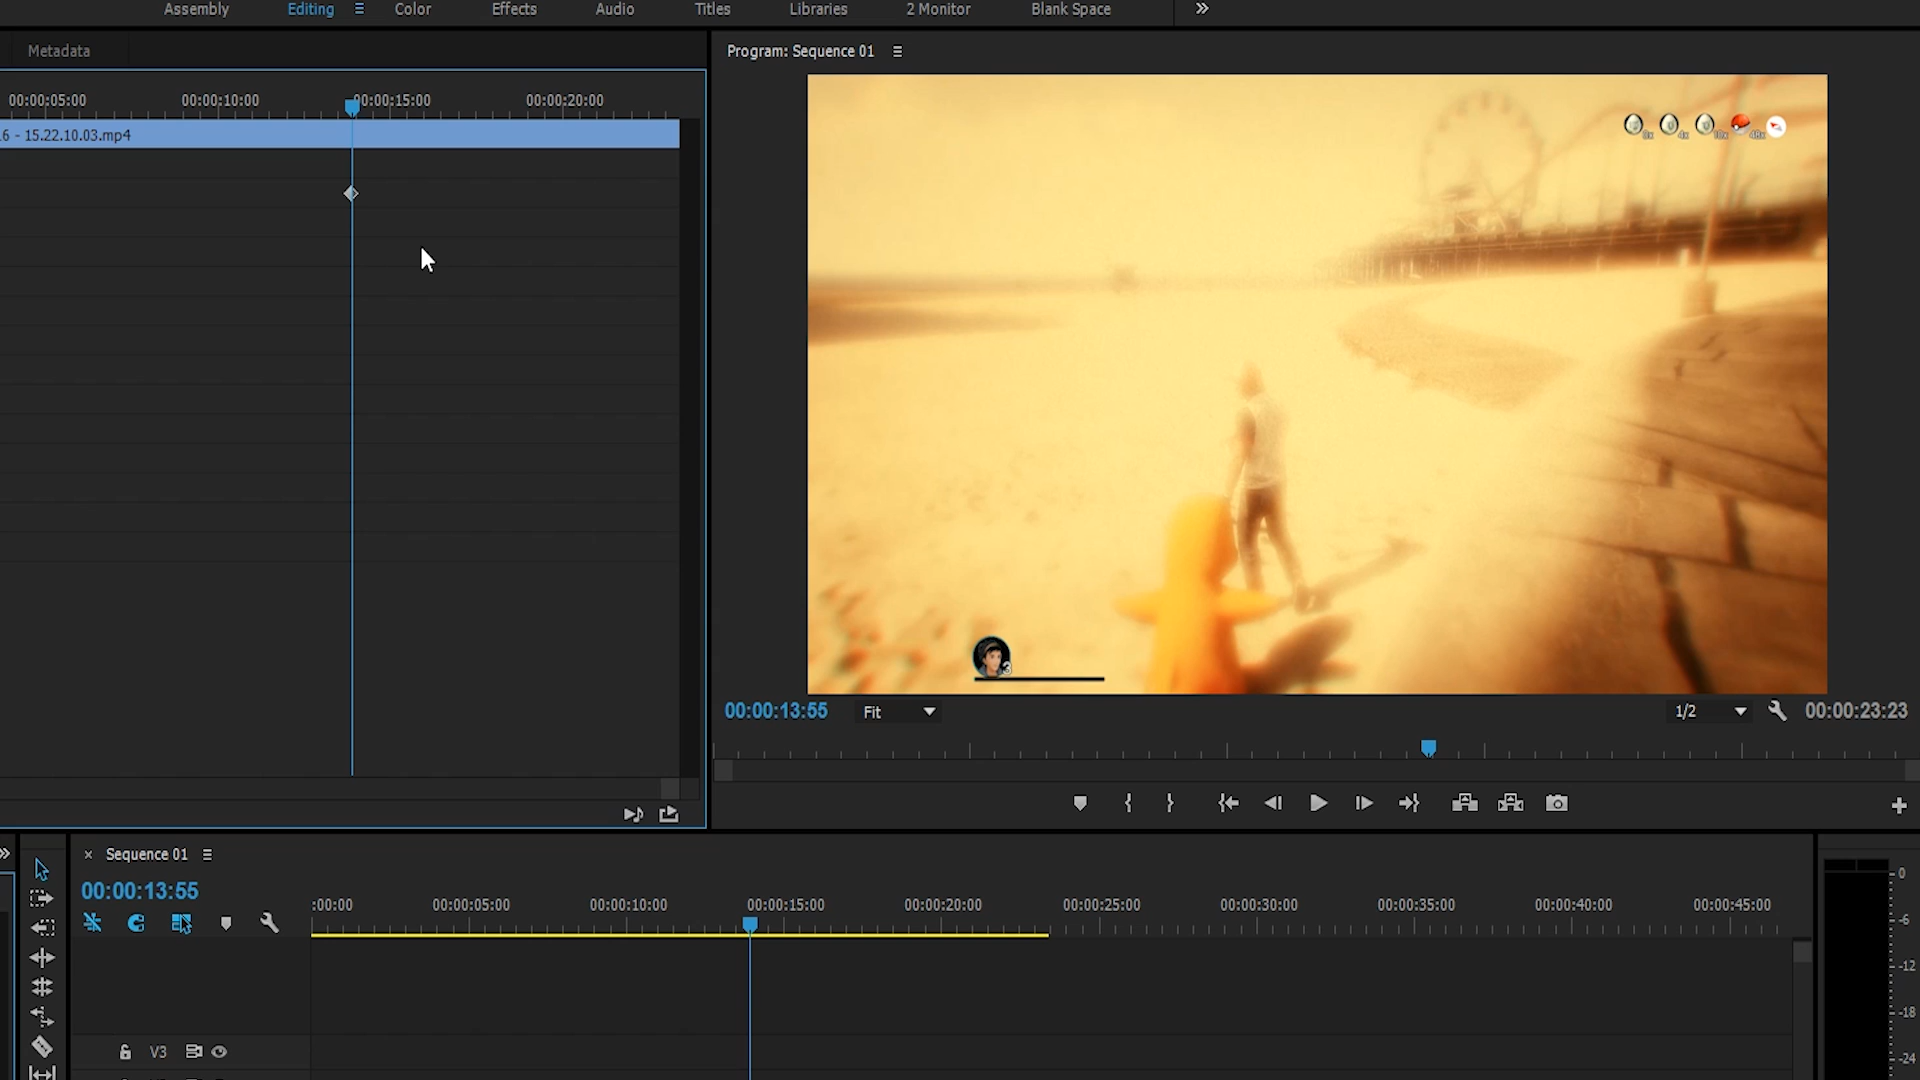 Assembly Editing Color Effects Audio Titles Libraries 2 Monitor Blank Space
Metadata
Program: Sequence 01
00:00:05:00 00:00:10:00 00:00:15:00 00:00:20:00
6 - 15.22.10.03.mp4
3
00:00:13:55 Fit 1/2 00:00:23:23
Sequence 01
00:00:13:55
:00:00 00:00:05:00 00:00:10:00 00:00:15:00 00:00:20:00 00:00:25:00 00:00:30:00 00:00:35:00 00:00:40:00 00:00:45:00
V3
0
-6
-12
-18
-24